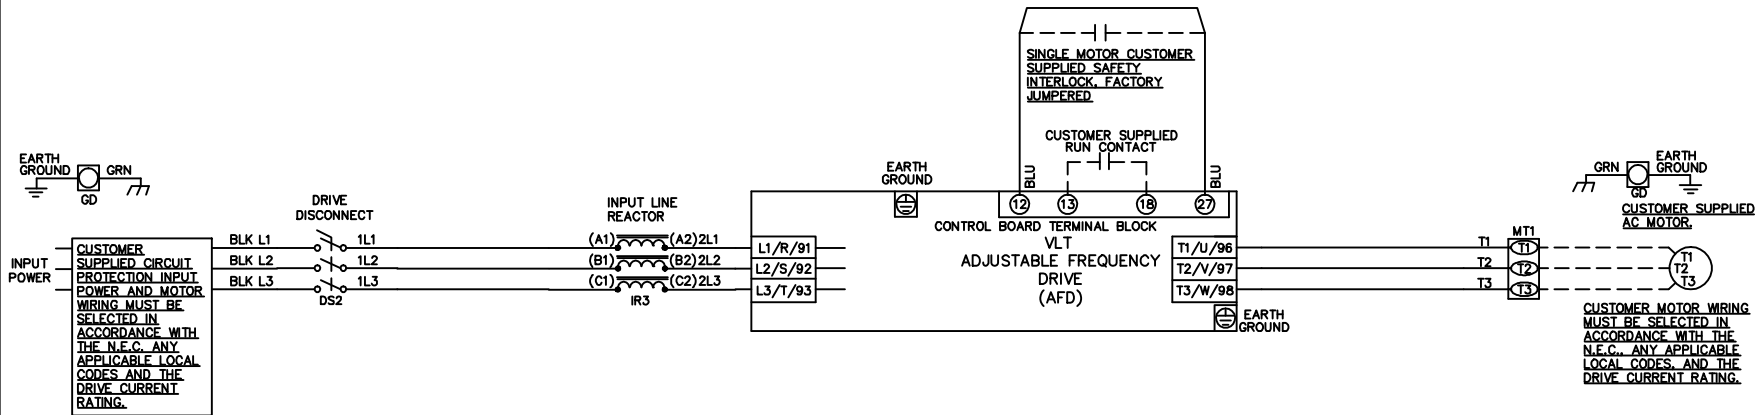 SINGLE MOTOR CUSTOMER
SUPPLIED SAFETY
INTERLOCK, FACTORY
JUMPERED
CUSTOMER SUPPLIED
RUN CONTACT
BLU
BLU
EARTH
GROUND
GRN
GD
EARTH
GROUND
GRN
EARTH
GROUND
GD
CUSTOMER SUPPLIED
AC MOTOR.
DRIVE
DISCONNECT
INPUT LINE
REACTOR
12
13
18
27
CONTROL BOARD TERMINAL BLOCK
VLT
ADJUSTABLE FREQUENCY
DRIVE
(AFD)
INPUT
POWER
CUSTOMER
SUPPLIED CIRCUIT
PROTECTION INPUT
POWER AND MOTOR
WIRING MUST BE
SELECTED IN
ACCORDANCE WITH
THE N.E.C. ANY
APPLICABLE LOCAL
CODES AND THE
DRIVE CURRENT
RATING.
BLK L1
1L1
(A1)
(A2) 2L1
L1/R/91
BLK L2
1L2
(B1)
(B2) 2L2
L2/S/92
BLK L3
1L3
(C1)
(C2) 2L3
L3/T/93
DS2
IR3
T1/U/96
T2/V/97
T3/W/98
EARTH
GROUND
T1
T2
T3
MT1
T1
T2
T3
T1
T2
T3
CUSTOMER MOTOR WIRING
MUST BE SELECTED IN
ACCORDANCE WITH THE
N.E.C., ANY APPLICABLE
LOCAL CODES, AND THE
DRIVE CURRENT RATING.